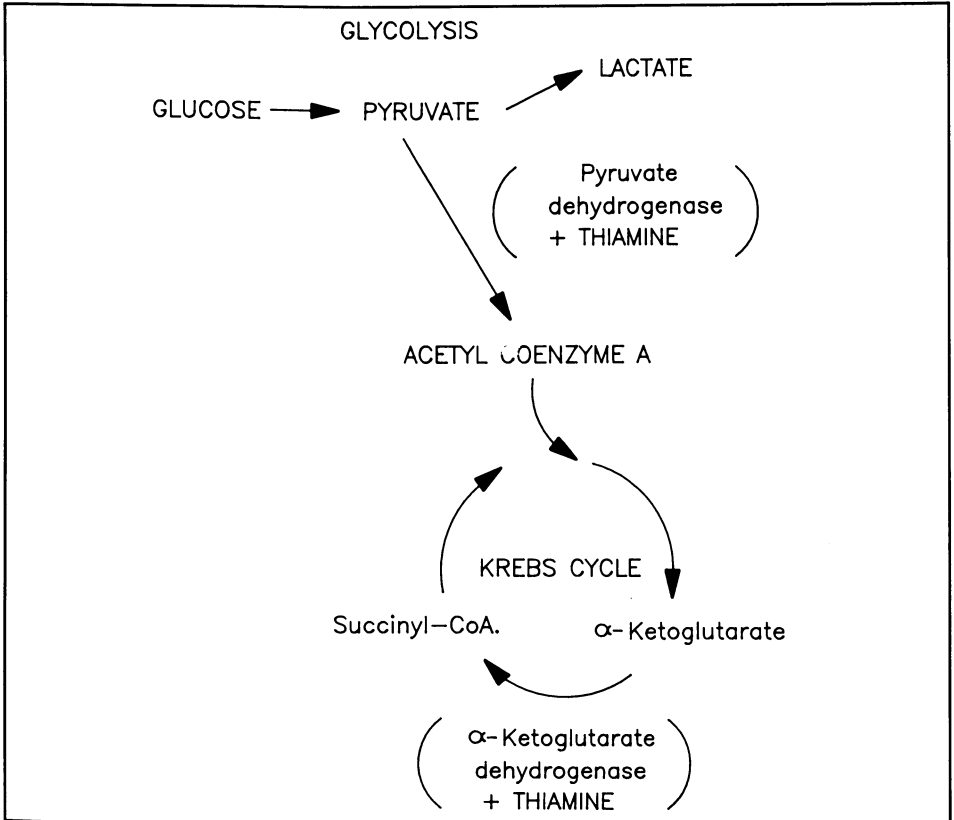 GLYCOLYSIS
LACTATE
GLUCOSE
PYRUVATE
Pyruvate
dehydrogenase
+ THIAMINE
ACETYL COENZYME A
KREBS CYCLE
Succinyl-CoA.
α-Ketoglutarate
α-Ketoglutarate
dehydrogenase
+ THIAMINE